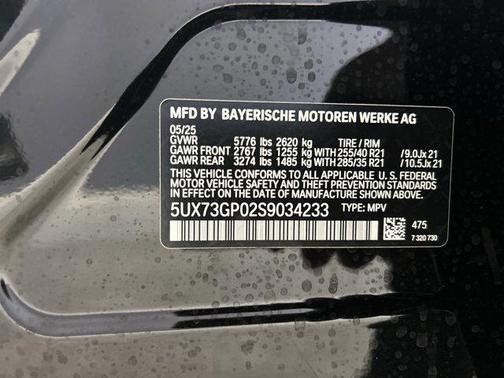 MFD BY BAYERISCHE MOTOREN WERKE AG
05/25
GVWR 5776 lbs 2620 kg TIRE / RIM
GAWR FRONT 2767 lbs 1255 kg WITH 255/40 R21 /9.0Jx 21
GAWR REAR 3274 lbs 1485 kg WITH 285/35 R21 /10.5Jx 21
THIS VEHICLE CONFORMS TO ALL APPLICABLE U. S. FEDERAL
MOTOR VEHICLE SAFETY AND THEFT PREVENTION STANDARDS
IN EFFECT ON THE DATE OF MANUFACTURE SHOWN ABOVE.
5UX73GP02S9034233 TYPE: MPV
475
7 320 730